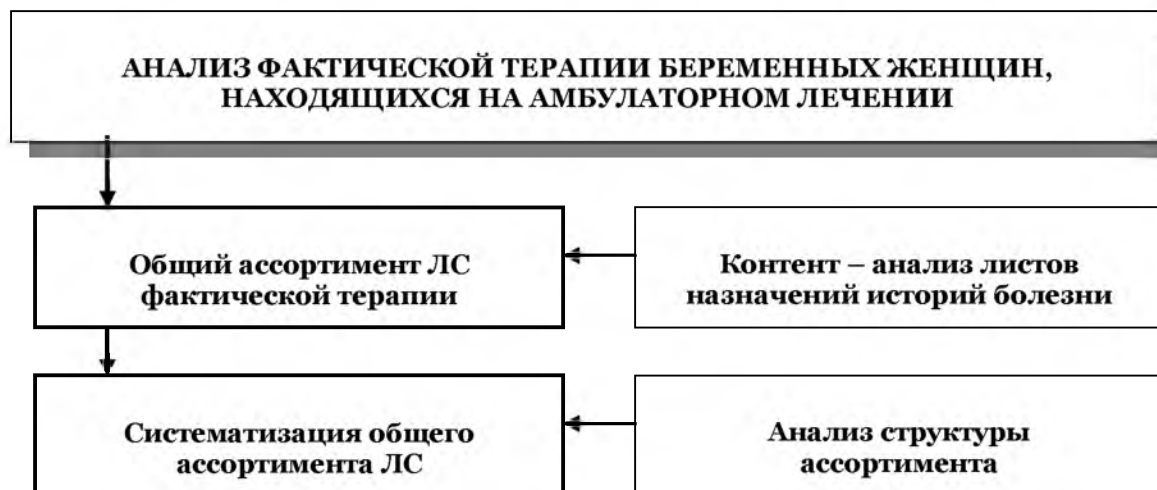 АНАЛИЗ ФАКТИЧЕСКОЙ ТЕРАПИИ БЕРЕМЕННЫХ ЖЕНЩИН,
НАХОДЯЩИХСЯ НА АМБУЛАТОРНОМ ЛЕЧЕНИИ
Общий ассортимент ЛС
фактической терапии
Контент – анализ листов
назначений историй болезни
Систематизация общего
ассортимента ЛС
Анализ структуры
ассортимента